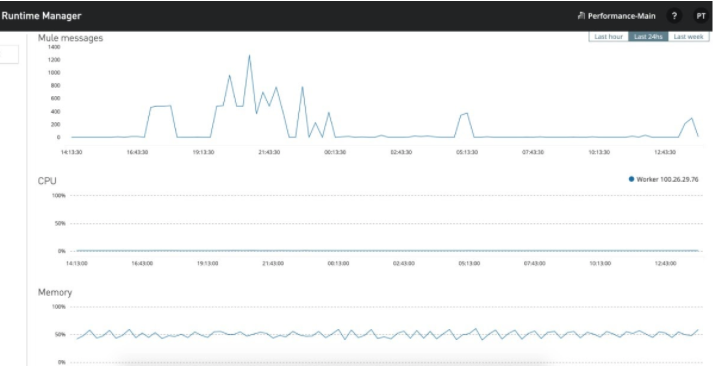 Runtime Manager
Performance-Main ? PT
Mule messages
Last hour Last 24hs Last week
1400
1200
1000
800
600
400
200
0
14:13:30 16:43:30 19:13:30 21:43:30 00:13:30 02:43:30 05:13:30 07:43:30 10:13:30 12:43:30
CPU
Worker 100.26.29.76
100%
50%
0%
14:13:00 16:43:00 19:13:00 21:43:00 00:13:00 02:43:00 05:13:00 07:43:00 10:13:00 12:43:00
Memory
100%
50%
0%